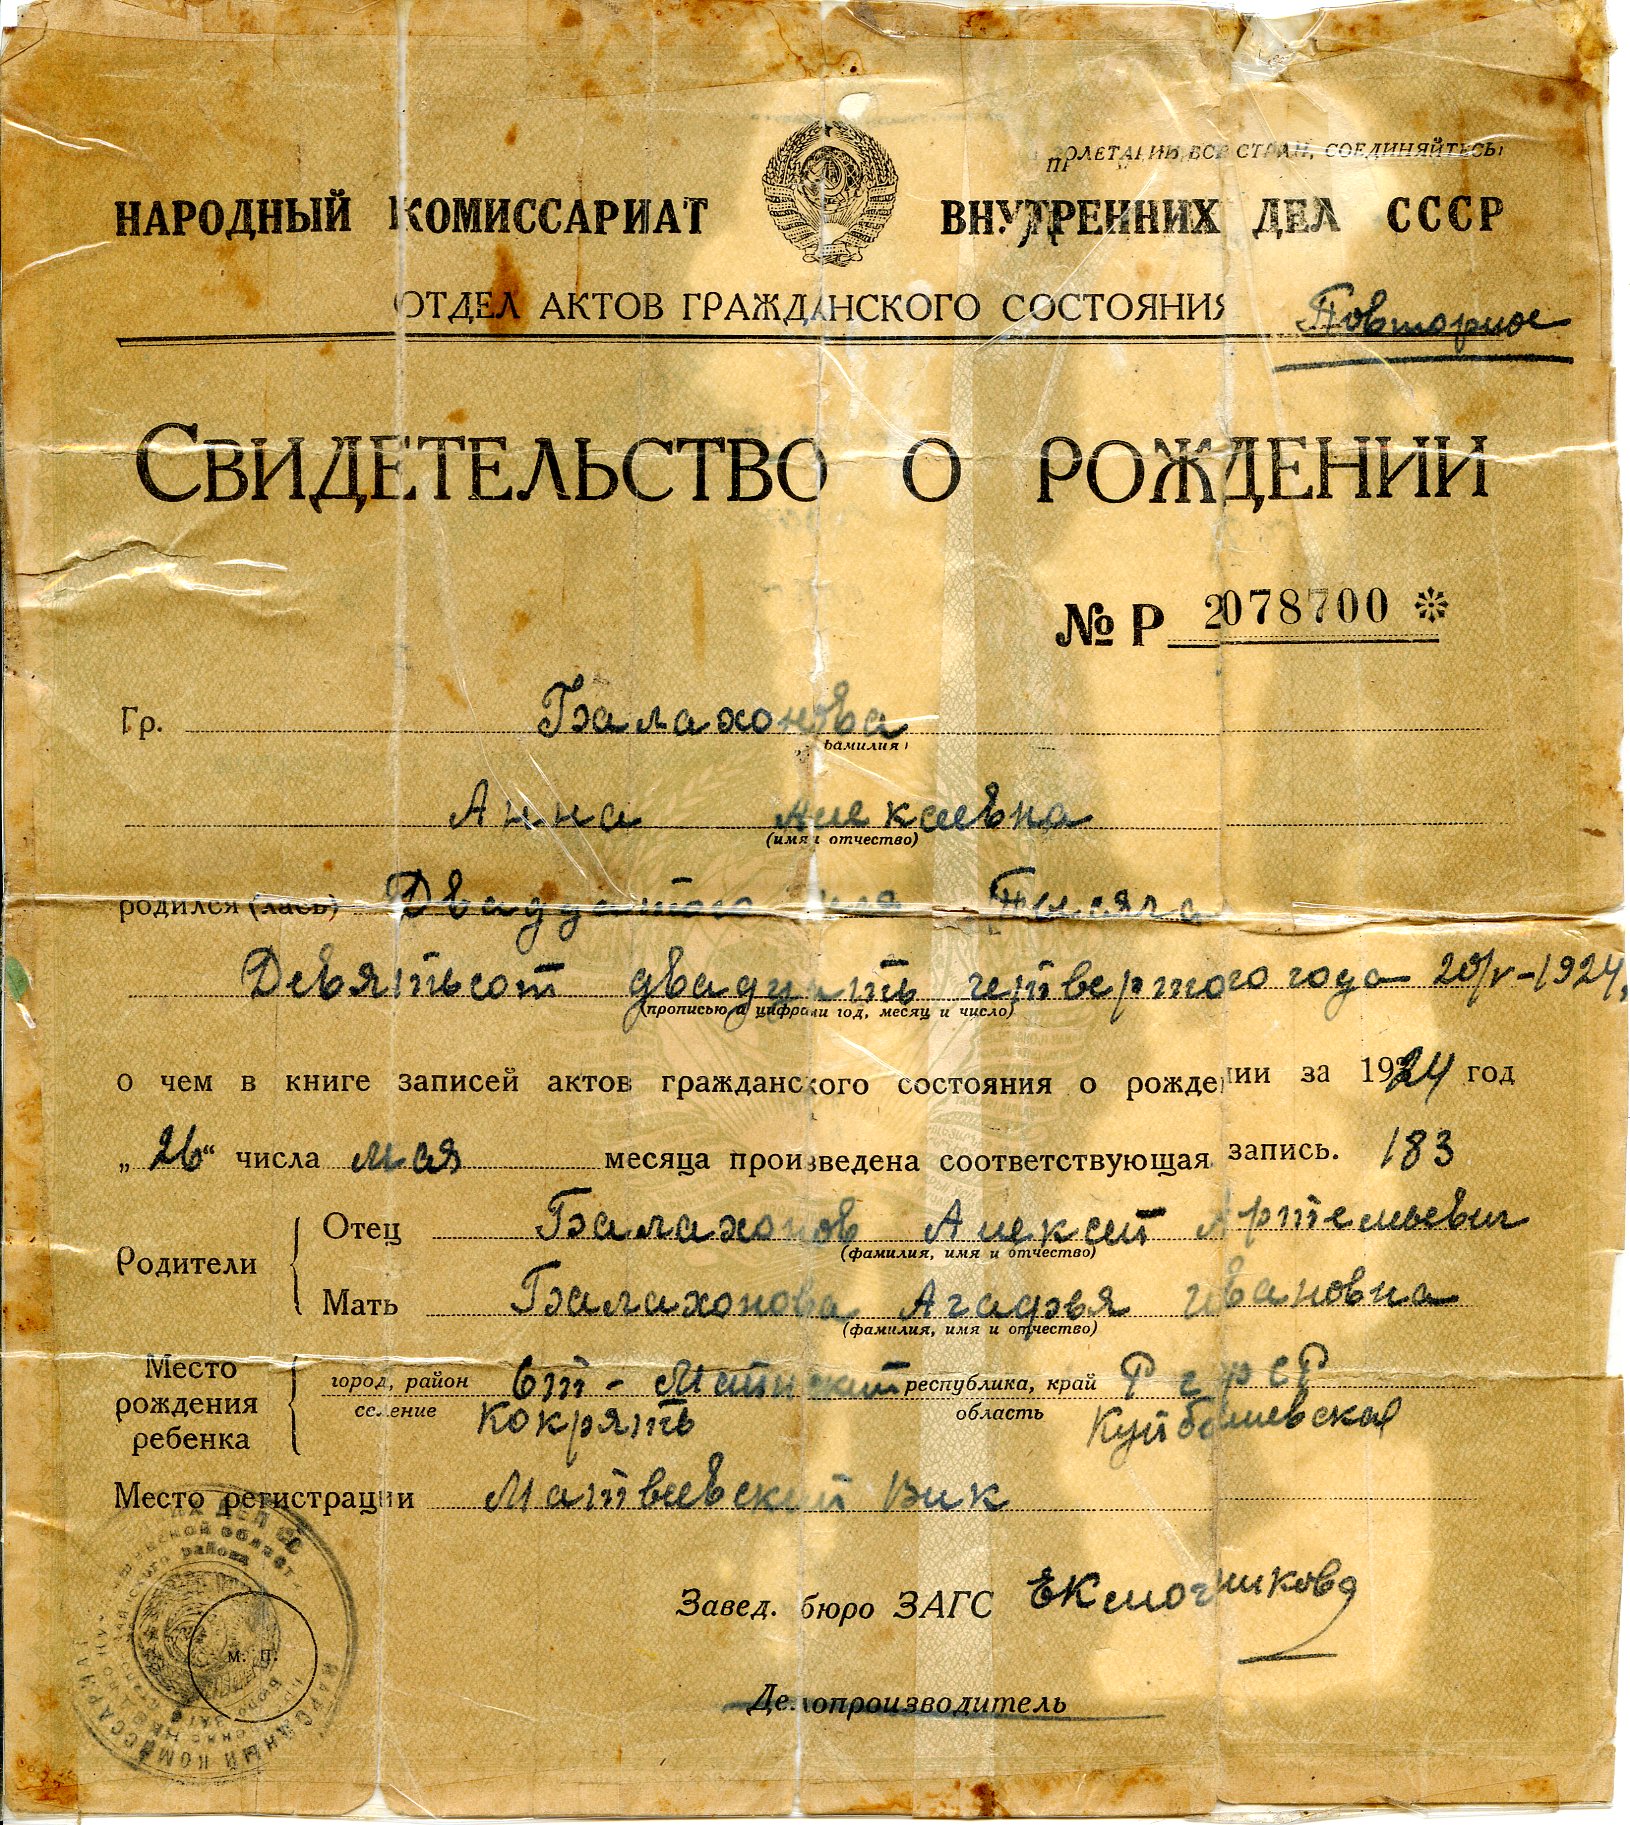 ПРОЛЕТАРИИ ВСЕХ СТРАН, СОЕДИНЯЙТЕСЬ!
НАРОДНЫЙ КОМИССАРИАТ ВНУТРЕННИХ ДЕЛ СССР
ОТДЕЛ АКТОВ ГРАЖДАНСКОГО СОСТОЯНИЯ Повторное
СВИДЕТЕЛЬСТВО О РОЖДЕНИИ
№ Р 2078700
Гр. Балахонова
(фамилия)
Анна Алексеевна
(имя и отчество)
родился (лась) Двадцатого мая Тысяча
Девятьсот двадцать четвертого года 20/V-1924
(прописью и цифрами год, месяц и число)
о чем в книге записей актов гражданского состояния о рождении за 1924 год
„26“ числа мая месяца произведена соответствующая запись. 183
Родители
Отец Балахонов Алексей Артемьевич
(фамилия, имя и отчество)
Мать Балахонова Агафья Ивановна
(фамилия, имя и отчество)
Место рождения ребенка
город, район Ст-Майнский республика, край РСФСР
селение Кокрять область Куйбышевская
Место регистрации Матвеевский Вик
Завед. бюро ЗАГС
м. п.
Делопроизводитель